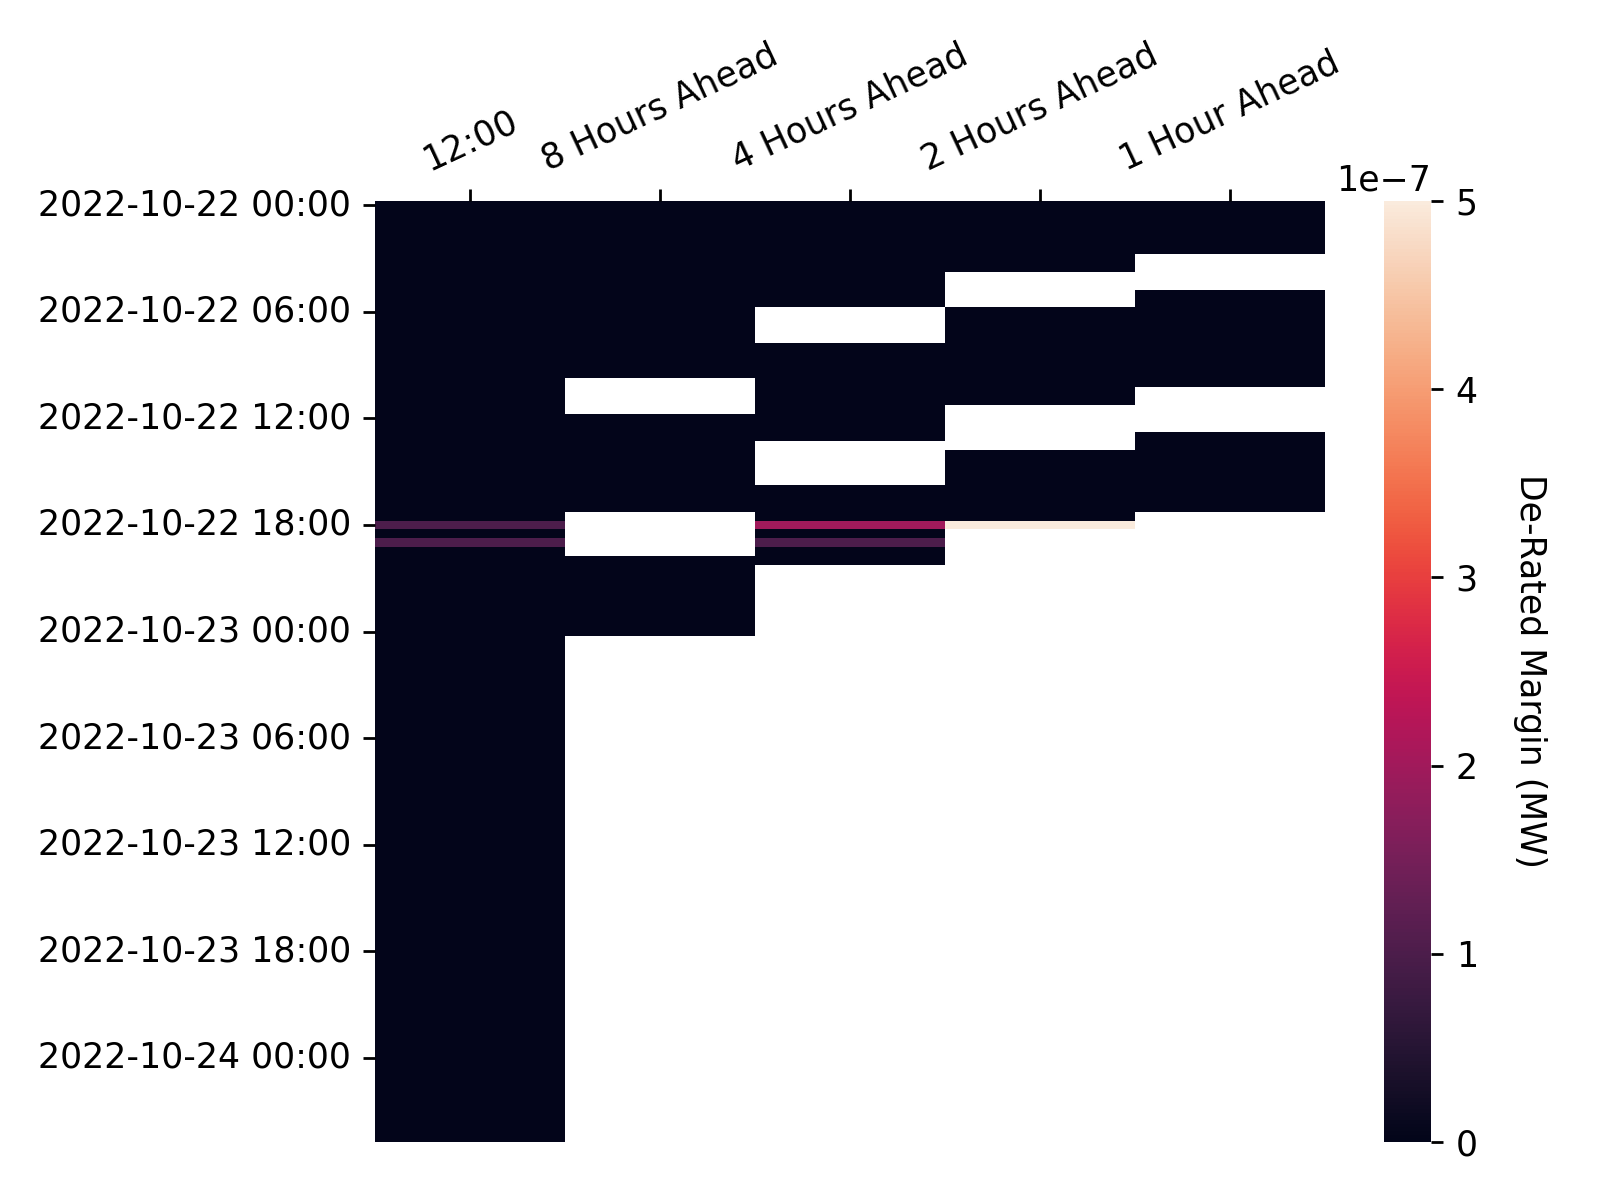 12:00
8 Hours Ahead
4 Hours Ahead
2 Hours Ahead
1 Hour Ahead
2022-10-22 00:00
2022-10-22 06:00
2022-10-22 12:00
2022-10-22 18:00
2022-10-23 00:00
2022-10-23 06:00
2022-10-23 12:00
2022-10-23 18:00
2022-10-24 00:00
1e−7
5
4
3
2
1
0
De-Rated Margin (MW)